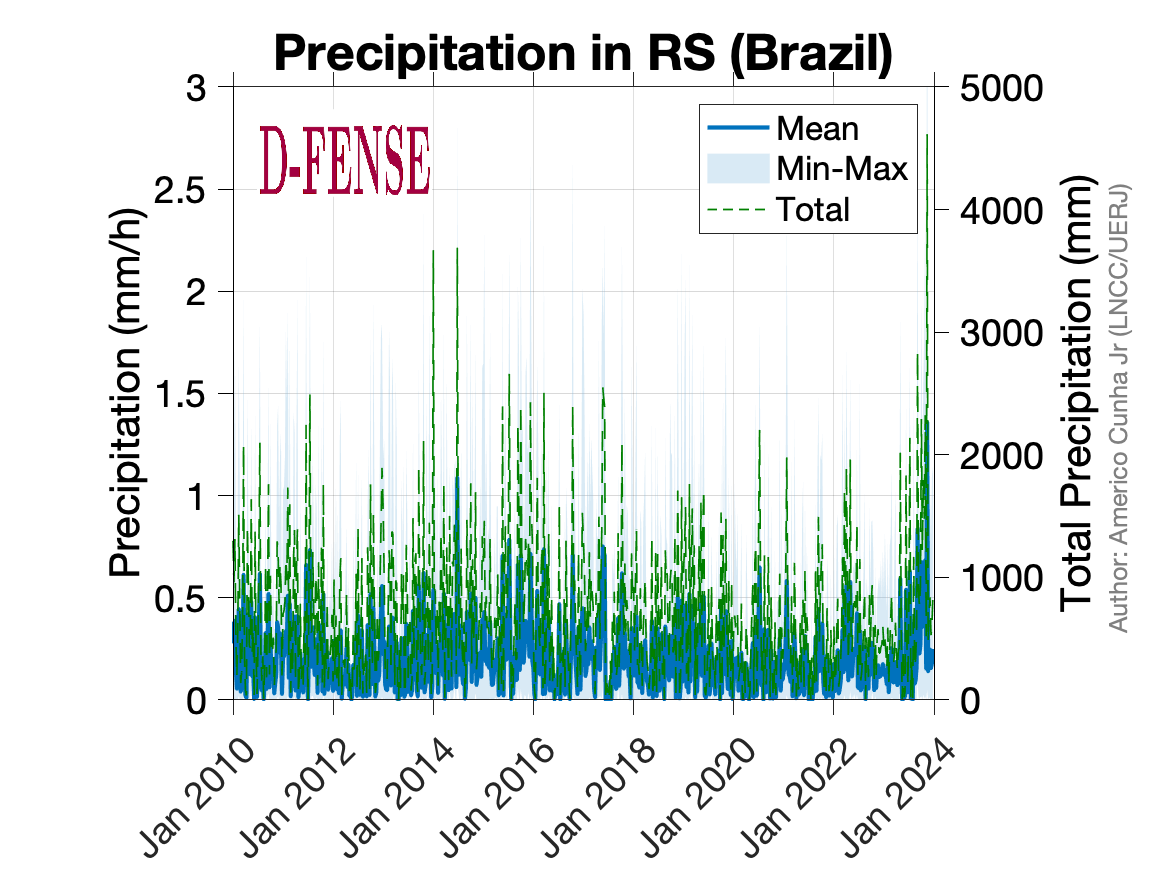 Precipitation in RS (Brazil)
D-FENSE
Mean
Min-Max
Total
Precipitation (mm/h)
3
2.5
2
1.5
1
0.5
0
5000
4000
3000
2000
1000
0
Total Precipitation (mm)
Author: Americo Cunha Jr (LNCC/UERJ)
Jan 2010
Jan 2012
Jan 2014
Jan 2016
Jan 2018
Jan 2020
Jan 2022
Jan 2024